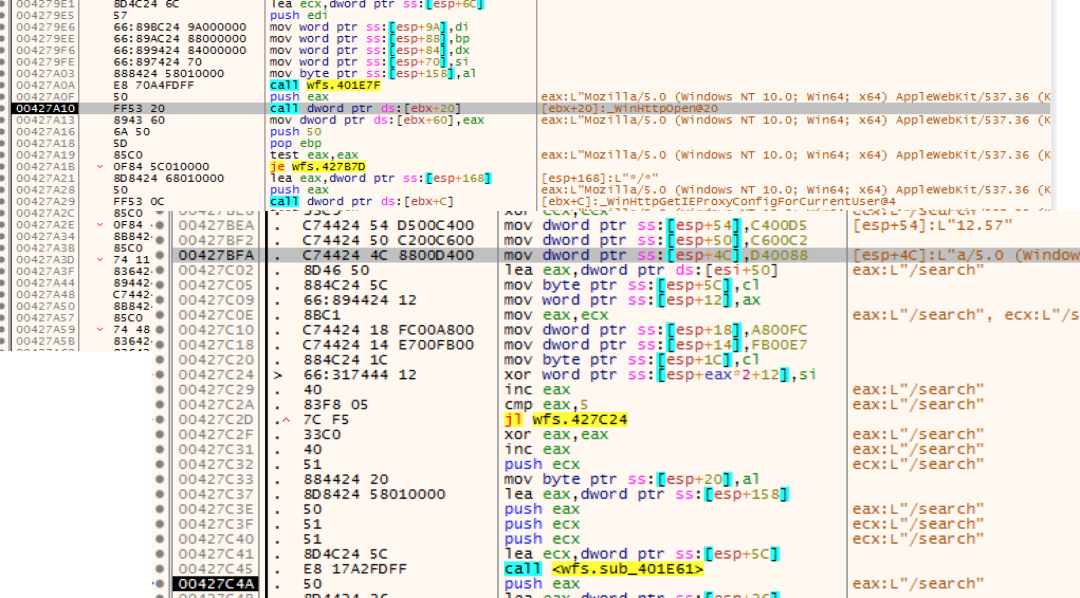 004279E1 8D4C24 6C lea ecx,dword ptr ss:[esp+6C]
004279E5 57 push edi
004279E6 66:89BC24 9A000000 mov word ptr ss:[esp+9A],di
004279EE 66:89AC24 88000000 mov word ptr ss:[esp+88],bp
004279F6 66:899424 84000000 mov word ptr ss:[esp+84],dx
004279FE 66:897424 70 mov word ptr ss:[esp+70],si
00427A03 888424 58010000 mov byte ptr ss:[esp+158],al
00427A0A E8 70A4FDFF call wfs.401E7F
00427A0F 50 push eax eax:L"Mozilla/5.0 (Windows NT 10.0; Win64; x64) AppleWebKit/537.36 (K
00427A10 FF53 20 call dword ptr ds:[ebx+20] [ebx+20]:_WinHttpOpen@20
00427A13 8943 60 mov dword ptr ds:[ebx+60],eax eax:L"Mozilla/5.0 (Windows NT 10.0; Win64; x64) AppleWebKit/537.36 (K
00427A16 6A 50 push 50
00427A18 5D pop ebp
00427A19 85C0 test eax,eax eax:L"Mozilla/5.0 (Windows NT 10.0; Win64; x64) AppleWebKit/537.36 (K
00427A1B 0F84 5C010000 je wfs.427B7D
00427A21 8D8424 68010000 lea eax,dword ptr ss:[esp+168] [esp+168]:L"*/*"
00427A28 50 push eax eax:L"Mozilla/5.0 (Windows NT 10.0; Win64; x64) AppleWebKit/537.36 (K
00427A29 FF53 0C call dword ptr ds:[ebx+C] [ebx+C]:_WinHttpGetIEProxyConfigForCurrentUser@4
00427A2C 85C0
00427A2E 0F84
00427A34 8B842
00427A3B 85C0
00427A3D 74 11
00427A3F 83642
00427A44 89442
00427A48 C7442
00427A50 8B842
00427A57 85C0
00427A59 74 48
00427BEA . C74424 54 D500C400 mov dword ptr ss:[esp+54],C400D5 [esp+54]:L"12.57"
00427BF2 . C74424 50 C200C600 mov dword ptr ss:[esp+50],C600C2
00427BFA . C74424 4C 8800D400 mov dword ptr ss:[esp+4C],D40088 [esp+4C]:L"a/5.0 (Window
00427C02 . 8D46 50 lea eax,dword ptr ds:[esi+50] eax:L"/search"
00427C05 . 884C24 5C mov byte ptr ss:[esp+5C],cl
00427C09 . 66:894424 12 mov word ptr ss:[esp+12],ax
00427C0E . 8BC1 mov eax,ecx eax:L"/search", ecx:L"/s
00427C10 . C74424 18 FC00A800 mov dword ptr ss:[esp+18],A800FC
00427C18 . C74424 14 E700FB00 mov dword ptr ss:[esp+14],FB00E7
00427C20 . 884C24 1C mov byte ptr ss:[esp+1C],cl
00427C24 > 66:317444 12 xor word ptr ss:[esp+eax*2+12],si
00427C29 . 40 inc eax eax:L"/search"
00427C2A . 83F8 05 cmp eax,5 eax:L"/search"
00427C2D .^ 7C F5 jl wfs.427C24
00427C2F . 33C0 xor eax,eax eax:L"/search"
00427C31 . 40 inc eax eax:L"/search"
00427C32 . 51 push ecx ecx:L"/search"
00427C33 . 884424 20 mov byte ptr ss:[esp+20],al
00427C37 . 8D8424 58010000 lea eax,dword ptr ss:[esp+158]
00427C3E . 50 push eax eax:L"/search"
00427C3F . 51 push ecx ecx:L"/search"
00427C40 . 51 push ecx ecx:L"/search"
00427C41 . 8D4C24 5C lea ecx,dword ptr ss:[esp+5C]
00427C45 . E8 17A2FDFF call <wfs.sub_401E61>
00427C4A . 50 push eax eax:L"/search"